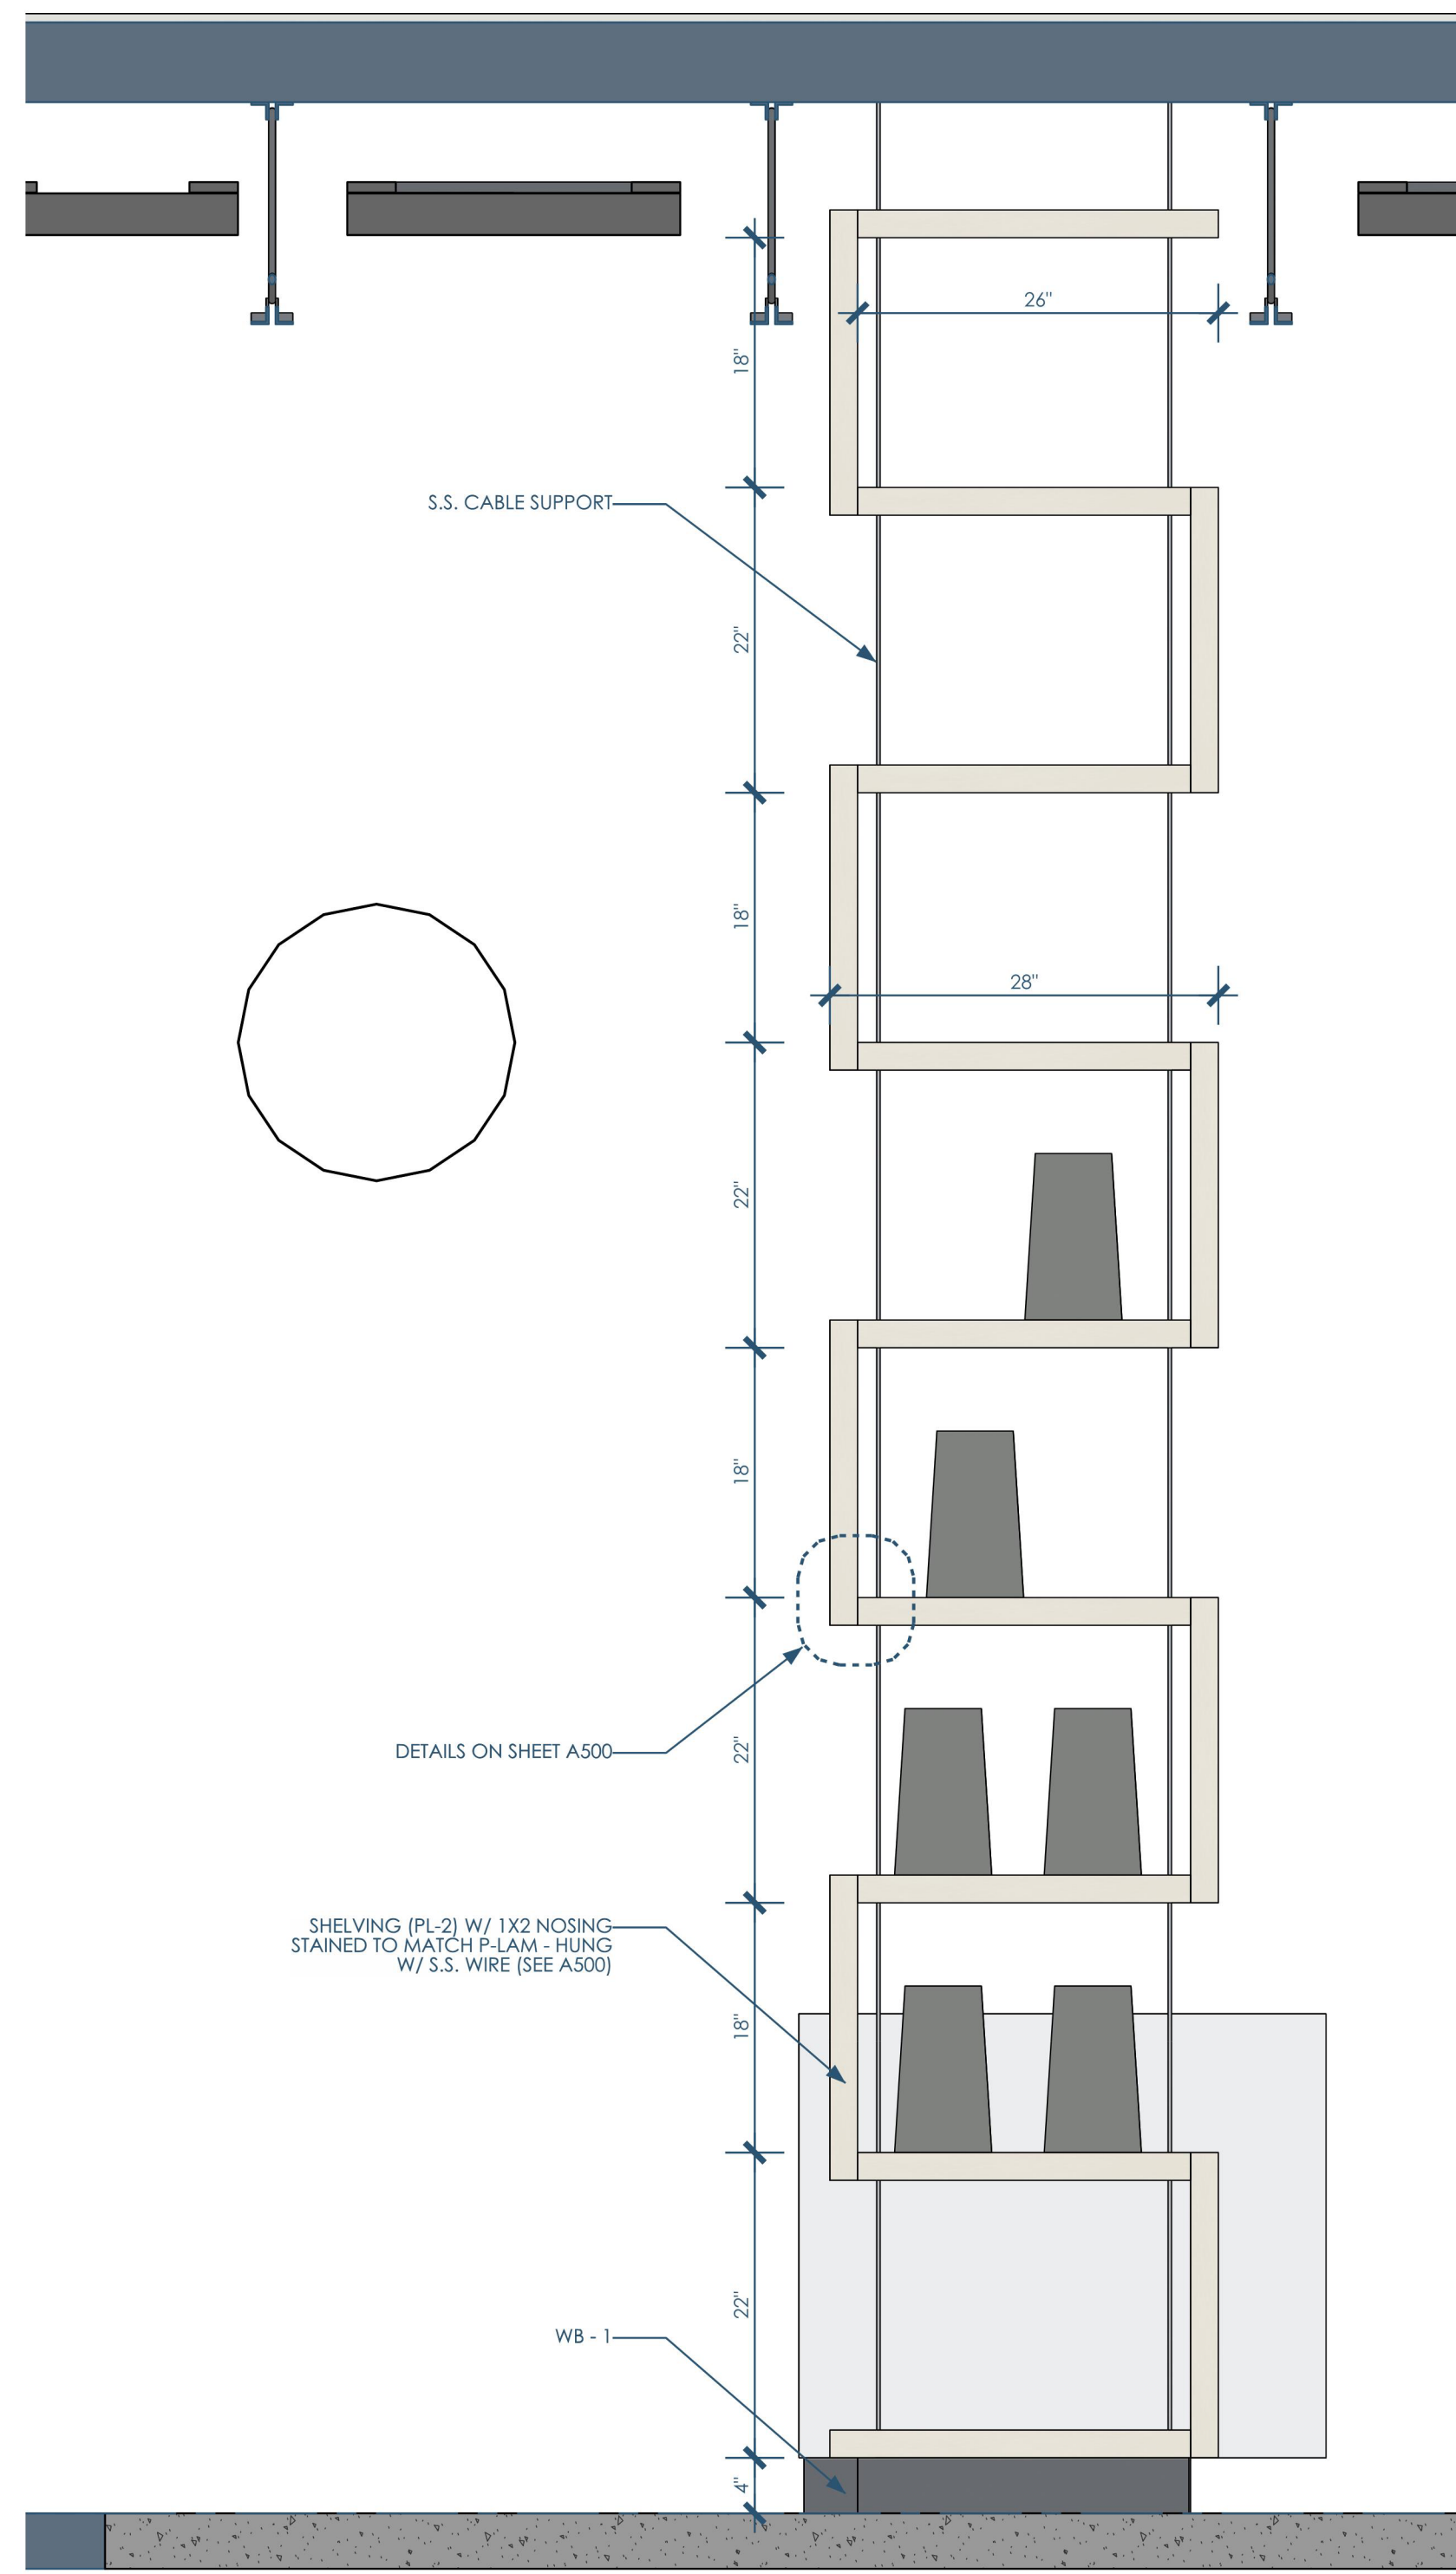 26"
18"
S.S. CABLE SUPPORT
22"
18"
28"
22"
18"
DETAILS ON SHEET A500
22"
SHELVING (PL-2) W/ 1X2 NOSING
STAINED TO MATCH P-LAM - HUNG
W/ S.S. WIRE (SEE A500)
18"
22"
WB - 1
4"